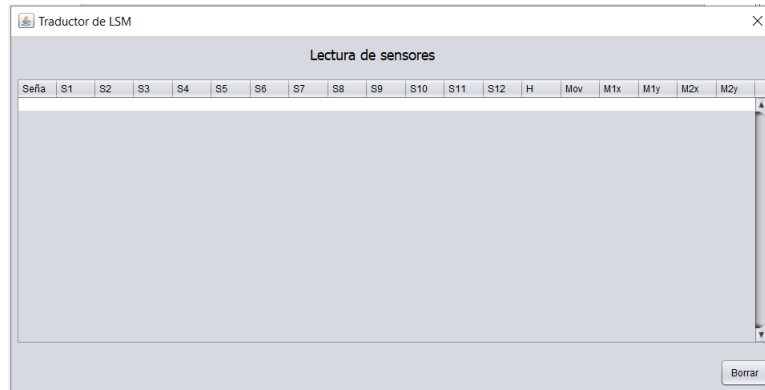 Traductor de LSM
Lectura de sensores
Seña S1 S2 S3 S4 S5 S6 S7 S8 S9 S10 S11 S12 H Mov M1x M1y M2x M2y
Borrar